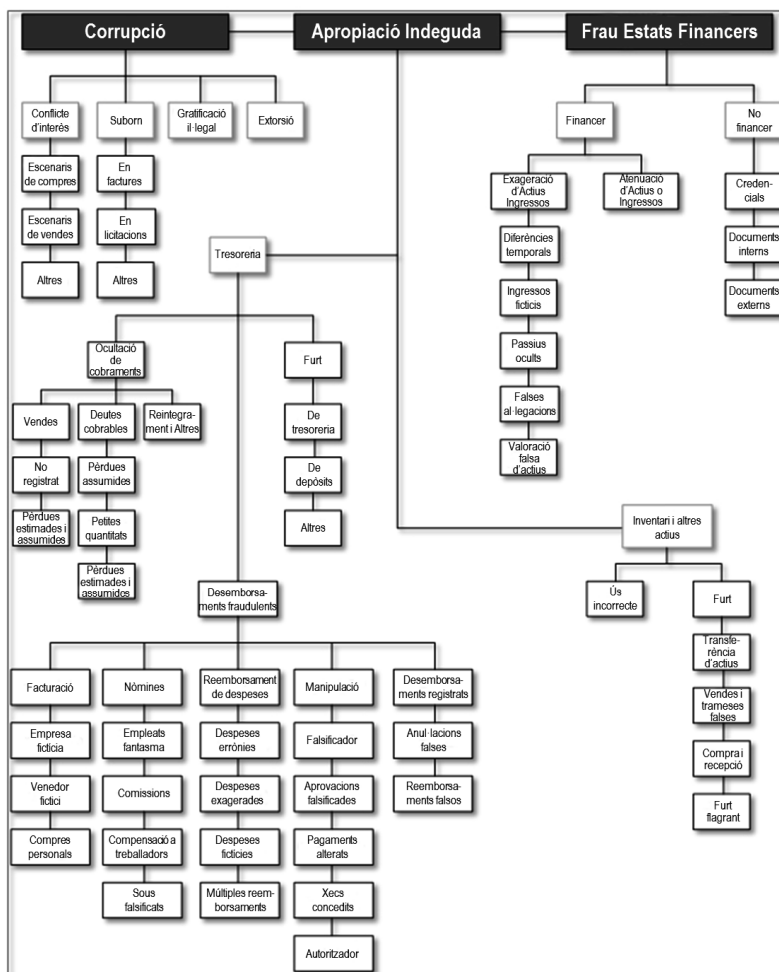 Corrupció
Apropiació Indeguda
Frau Estats Financers
Conflicte
d'interès
Suborn
Gratificació
il·legal
Extorsió
Escenaris
de compres
Escenaris
de vendes
Altres
En
factures
En
licitacions
Altres
Financer
No
financer
Exageració
d'Actius
Ingressos
Atenuació
d'Actius o
Ingressos
Diferències
temporals
Ingressos
ficticis
Passius
ocults
Falses
al·legacions
Valoració
falsa
d'actius
Creden-
cials
Documents
interns
Documents
externs
Tresoreria
Ocultació
de
cobraments
Furt
Vendes
Deutes
cobrables
Reintegra-
ment i Altres
No
registrat
Pèrdues
estimades i
assumides
Pèrdues
assumides
Petites
quantitats
Pèrdues
estimades i
assumides
De
tresoreria
De
depòsits
Altres
Inventari i altres
actius
Ús
incorrecte
Furt
Transfe-
rència
d'actius
Vendes i
trameses
falses
Compra i
recepció
Furt
flagrant
Desemborsa-
ments fraudulents
Facturació
Nòmines
Reemborsament
de despeses
Manipulació
Desemborsa-
ments registrats
Empresa
fictícia
Venedor
fictici
Compres
personals
Empleats
fantasma
Comissions
Compensació a
treballadors
Sous
falsificats
Despeses
errònies
Despeses
exagerades
Despeses
fictícies
Múltiples reem-
borsaments
Falsificador
Aprovacions
falsificades
Pagaments
alterats
Xecs
concedits
Autoritzador
Anul·lacions
falses
Reemborsa-
ments falsos